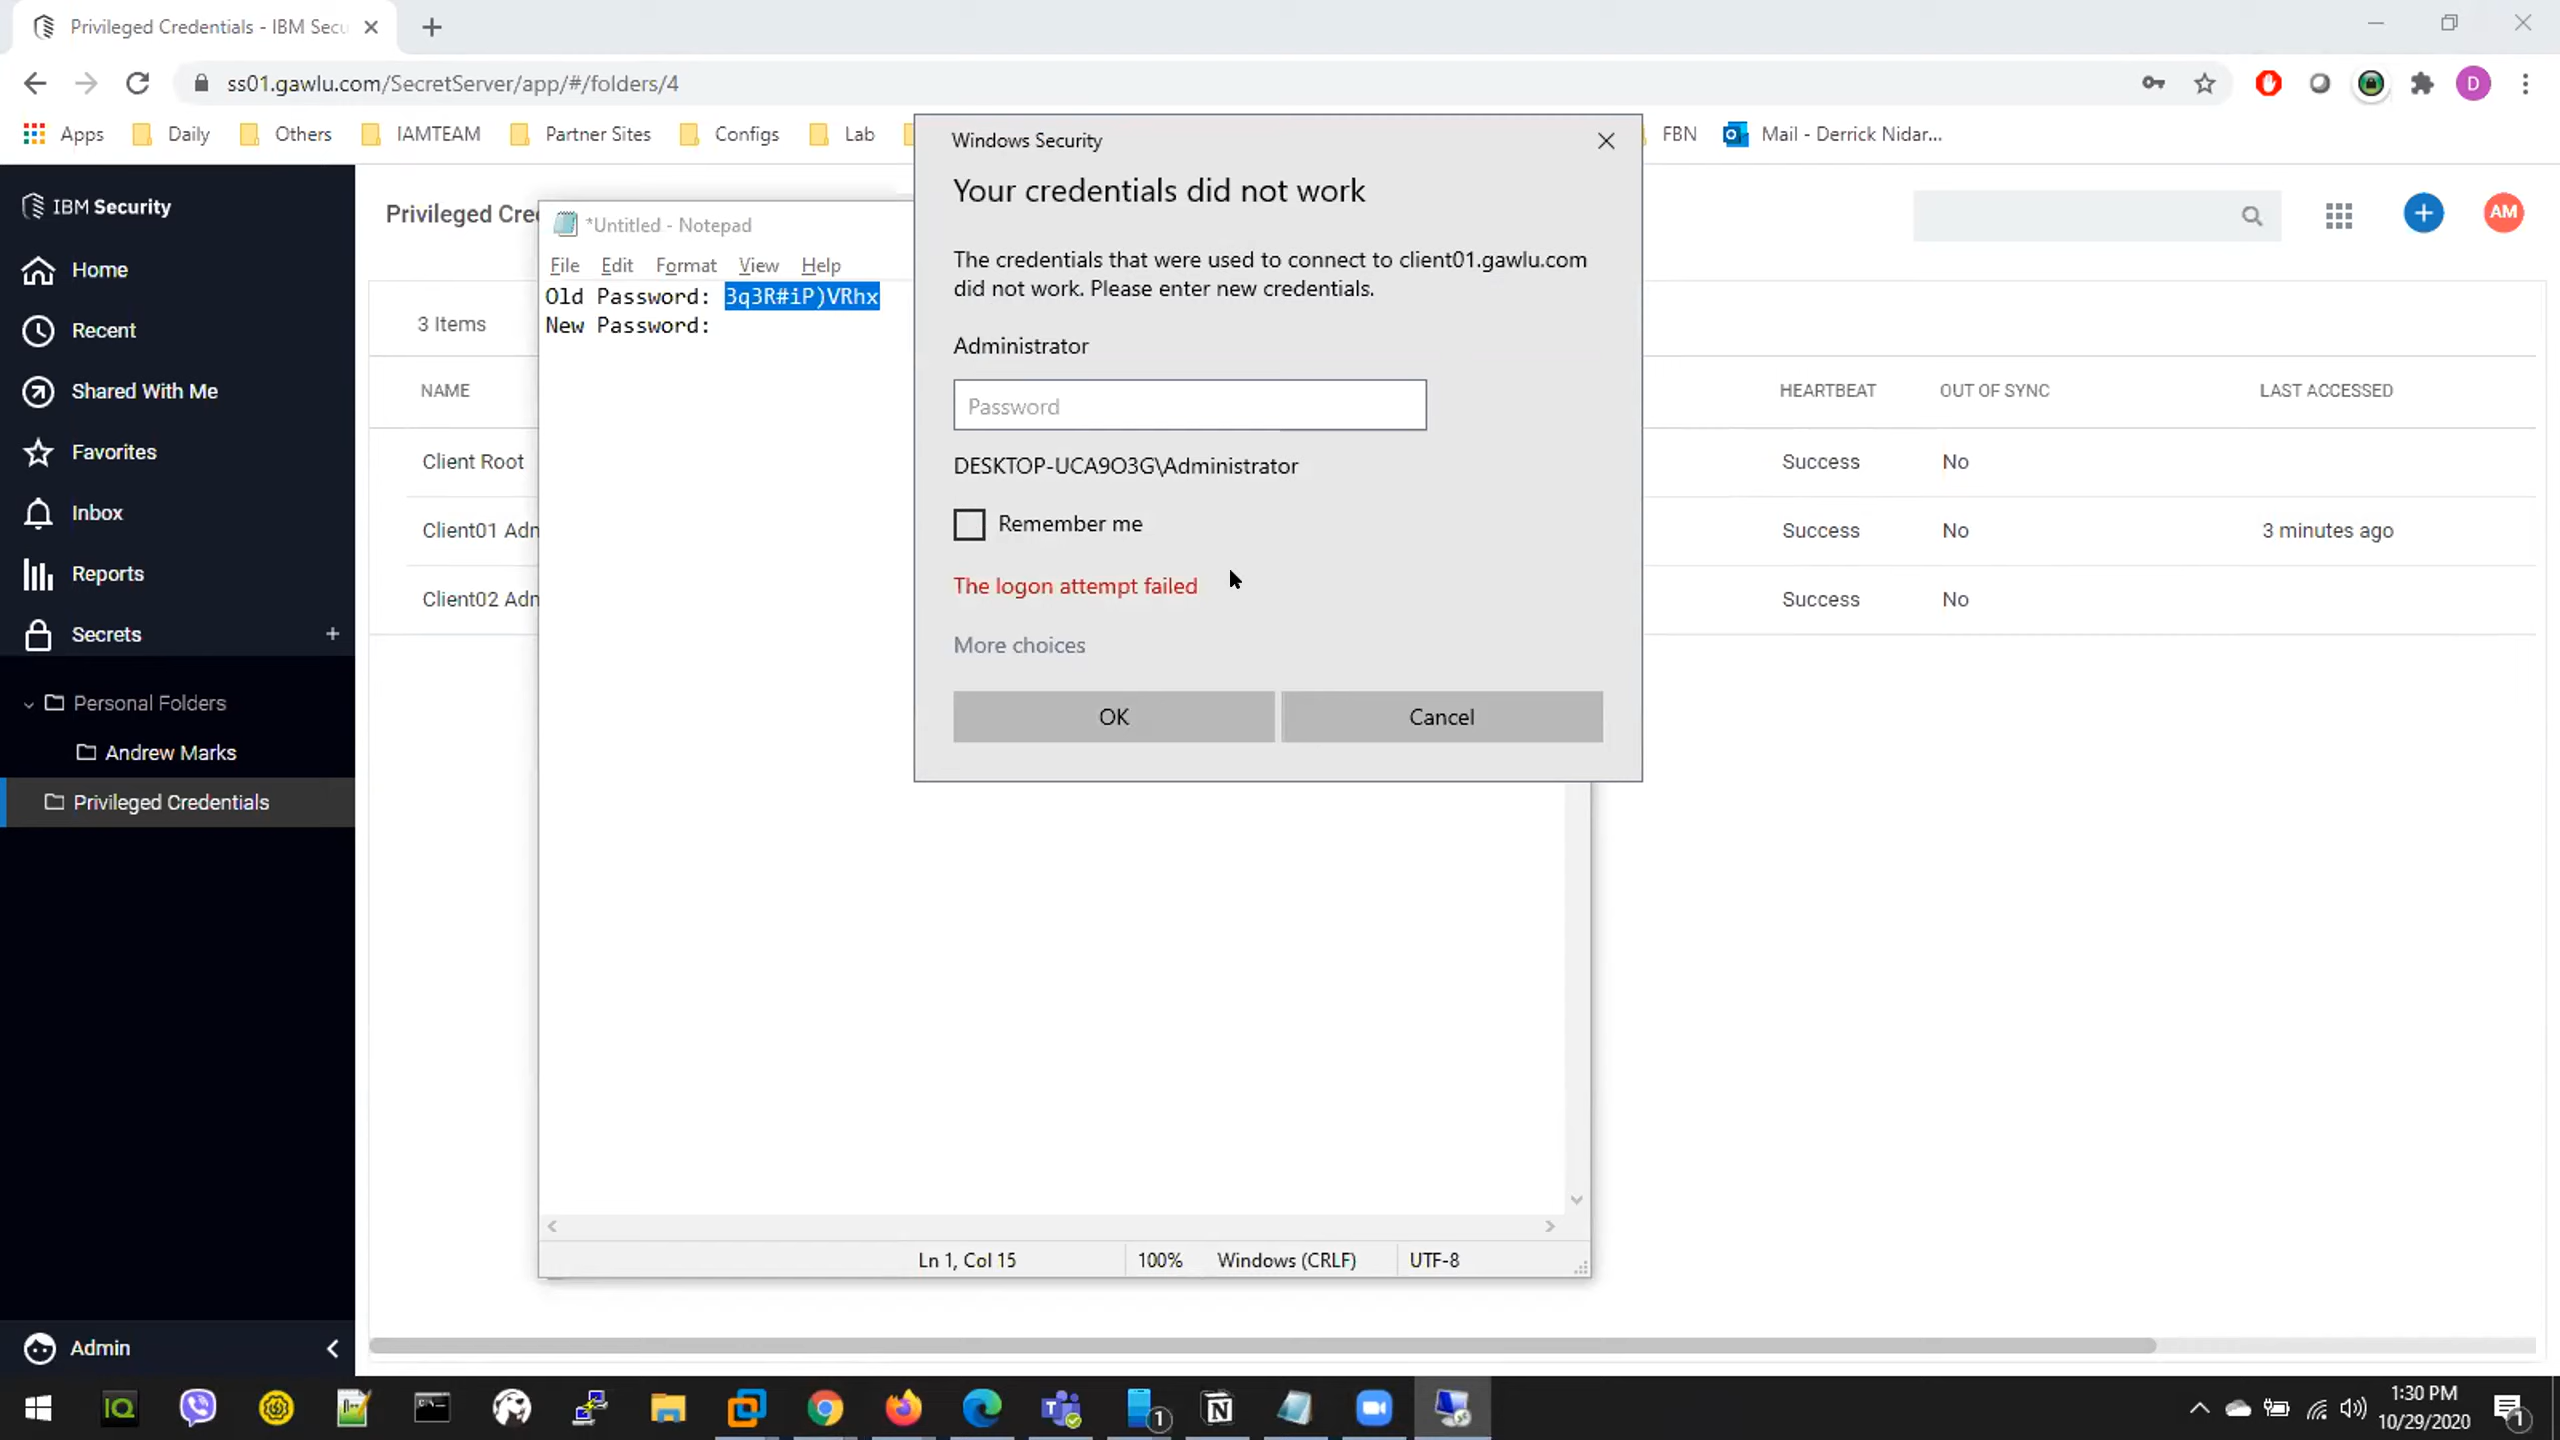 Privileged Credentials - IBM Secu
ss01.gawlu.com/SecretServer/app/#/folders/4
D
Apps
Daily
Others
IAMTEAM
Partner Sites
Configs
Lab
FBN
Mail - Derrick Nidar...
IBM Security
Home
Recent
Shared With Me
Favorites
Inbox
Reports
Secrets
Personal Folders
Andrew Marks
Privileged Credentials
Admin
Privileged Cre
AM
3 Items
NAME
HEARTBEAT
OUT OF SYNC
LAST ACCESSED
Client Root
Success
No
Client01 Adm
Success
No
3 minutes ago
Client02 Adm
Success
No
*Untitled - Notepad
File Edit Format View Help
Old Password: 3q3R#iP)VRhx
New Password:
Ln 1, Col 15
100%
Windows (CRLF)
UTF-8
Windows Security
Your credentials did not work
The credentials that were used to connect to client01.gawlu.com
did not work. Please enter new credentials.
Administrator
Password
DESKTOP-UCA9O3G\Administrator
Remember me
The logon attempt failed
More choices
OK
Cancel
IQ
1
1:30 PM
10/29/2020
1